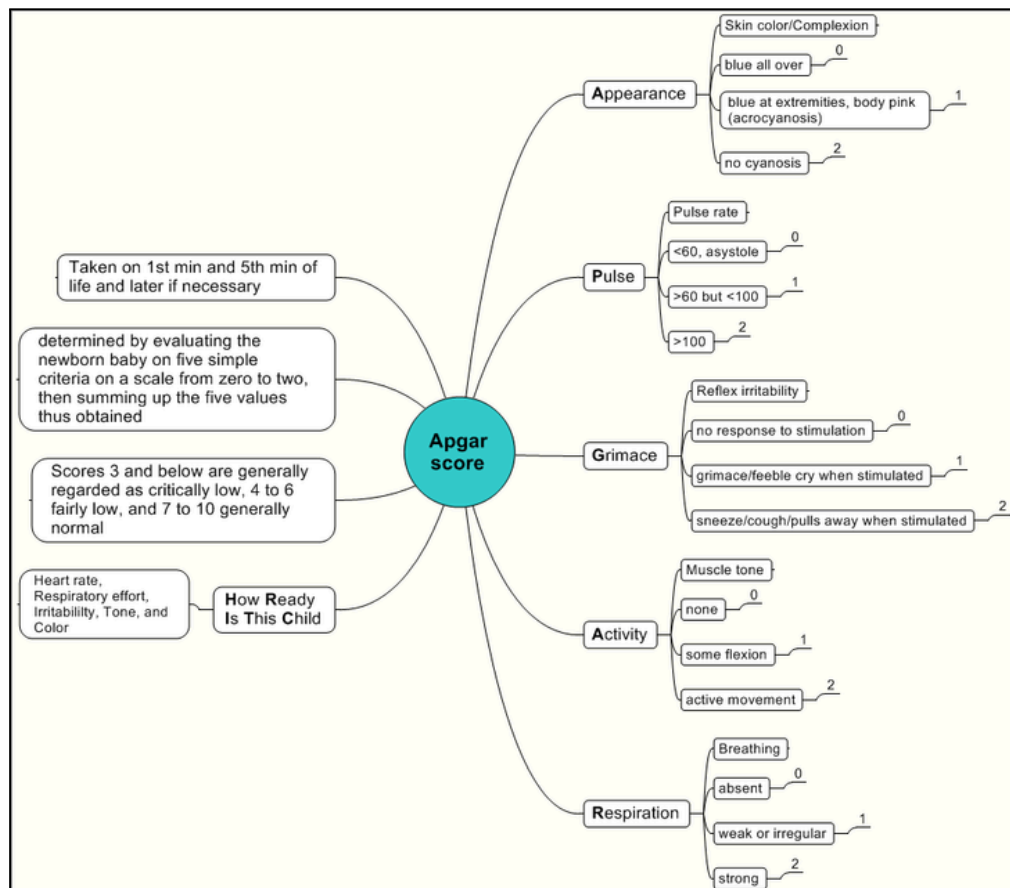 Apgar
score
Taken on 1st min and 5th min of
life and later if necessary
determined by evaluating the
newborn baby on five simple
criteria on a scale from zero to two,
then summing up the five values
thus obtained
Scores 3 and below are generally
regarded as critically low, 4 to 6
fairly low, and 7 to 10 generally
normal
How Ready
Is This Child
Heart rate,
Respiratory effort,
Irritabililty, Tone, and
Color
Appearance
Skin color/Complexion
blue all over
0
blue at extremities, body pink
(acrocyanosis)
1
no cyanosis
2
Pulse
Pulse rate
<60, asystole
0
>60 but <100
1
>100
2
Grimace
Reflex irritability
no response to stimulation
0
grimace/feeble cry when stimulated
1
sneeze/cough/pulls away when stimulated
2
Activity
Muscle tone
none
0
some flexion
1
active movement
2
Respiration
Breathing
absent
0
weak or irregular
1
strong
2